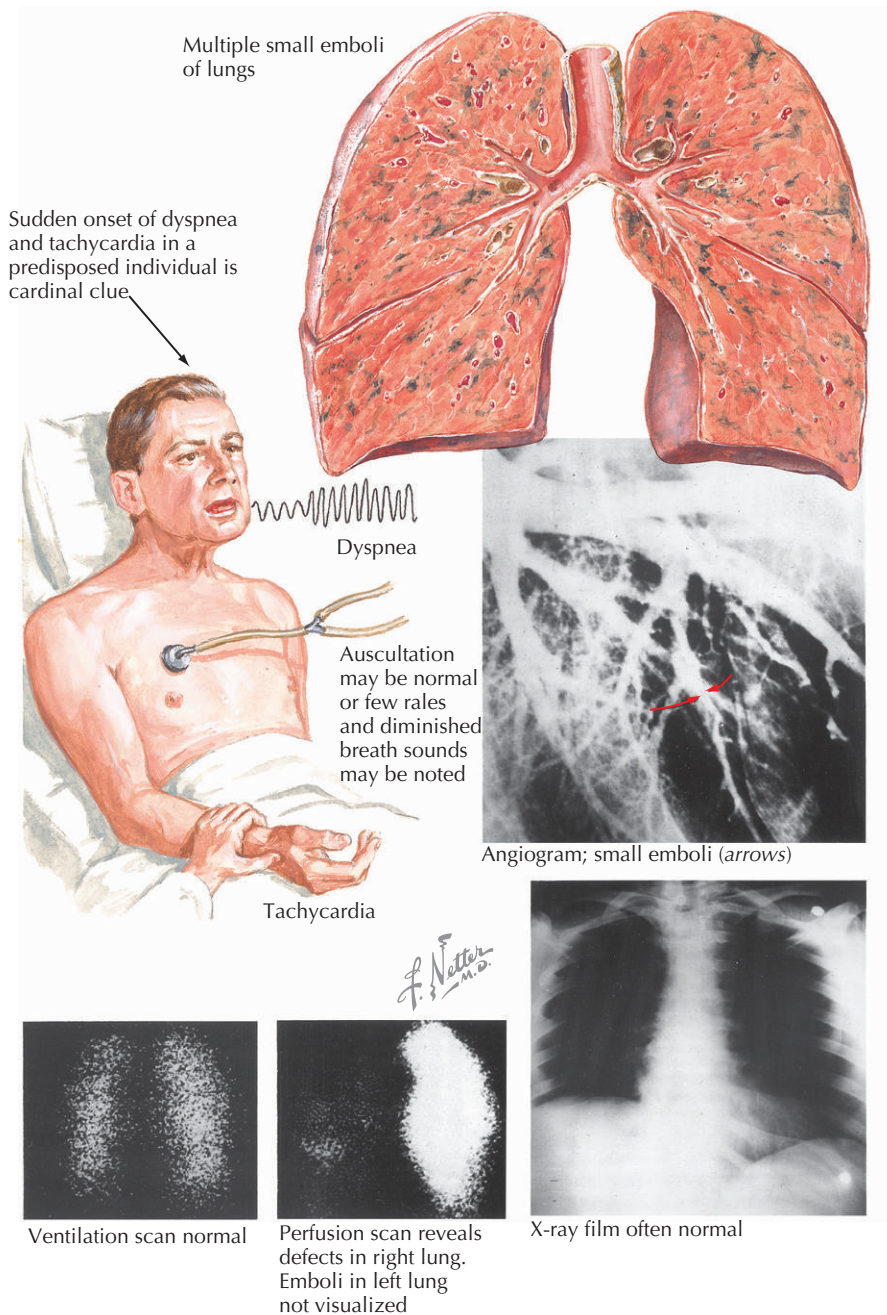 Multiple small emboli
of lungs
Sudden onset of dyspnea
and tachycardia in a
predisposed individual is
cardinal clue
Dyspnea
Auscultation
may be normal
or few rales
and diminished
breath sounds
may be noted
Angiogram; small emboli (arrows)
Tachycardia
F. Netter
M.D.
Ventilation scan normal
Perfusion scan reveals
defects in right lung.
Emboli in left lung
not visualized
X-ray film often normal